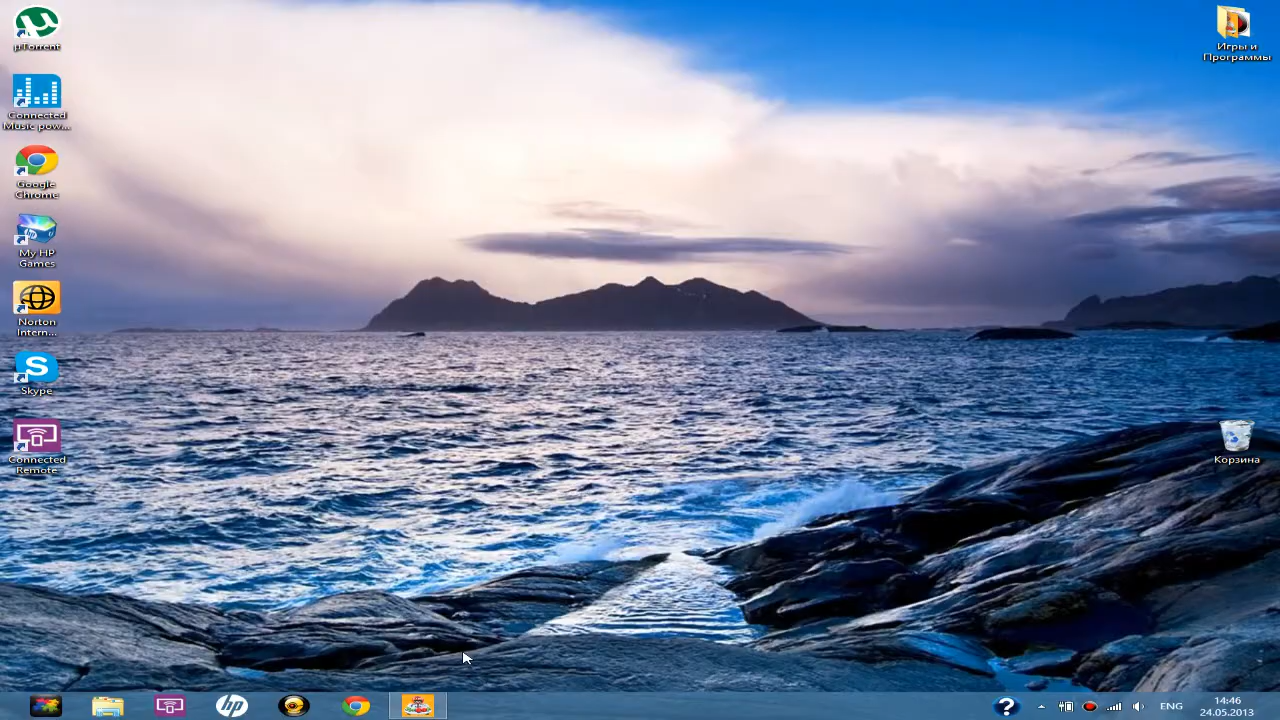 µTorrent
Connected
Music pow...
Google
Chrome
My HP
Games
Norton
Intern...
Skype
Connected
Remote
Игры и
Программы
Корзина
hp
?
ENG
14:46
24.05.2013